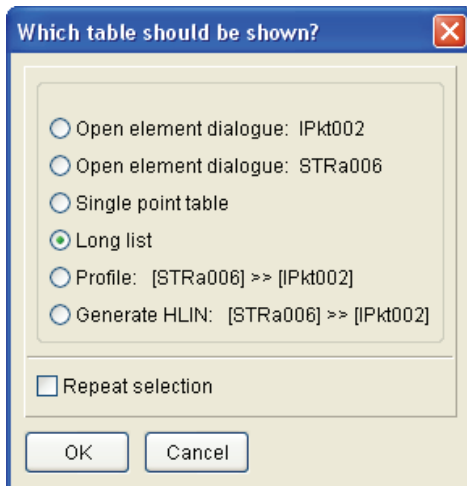 Which table should be shown?
Open element dialogue: IPkt002
Open element dialogue: STRa006
Single point table
Long list
Profile: [STRa006] >> [IPkt002]
Generate HLIN: [STRa006] >> [IPkt002]
Repeat selection
OK Cancel